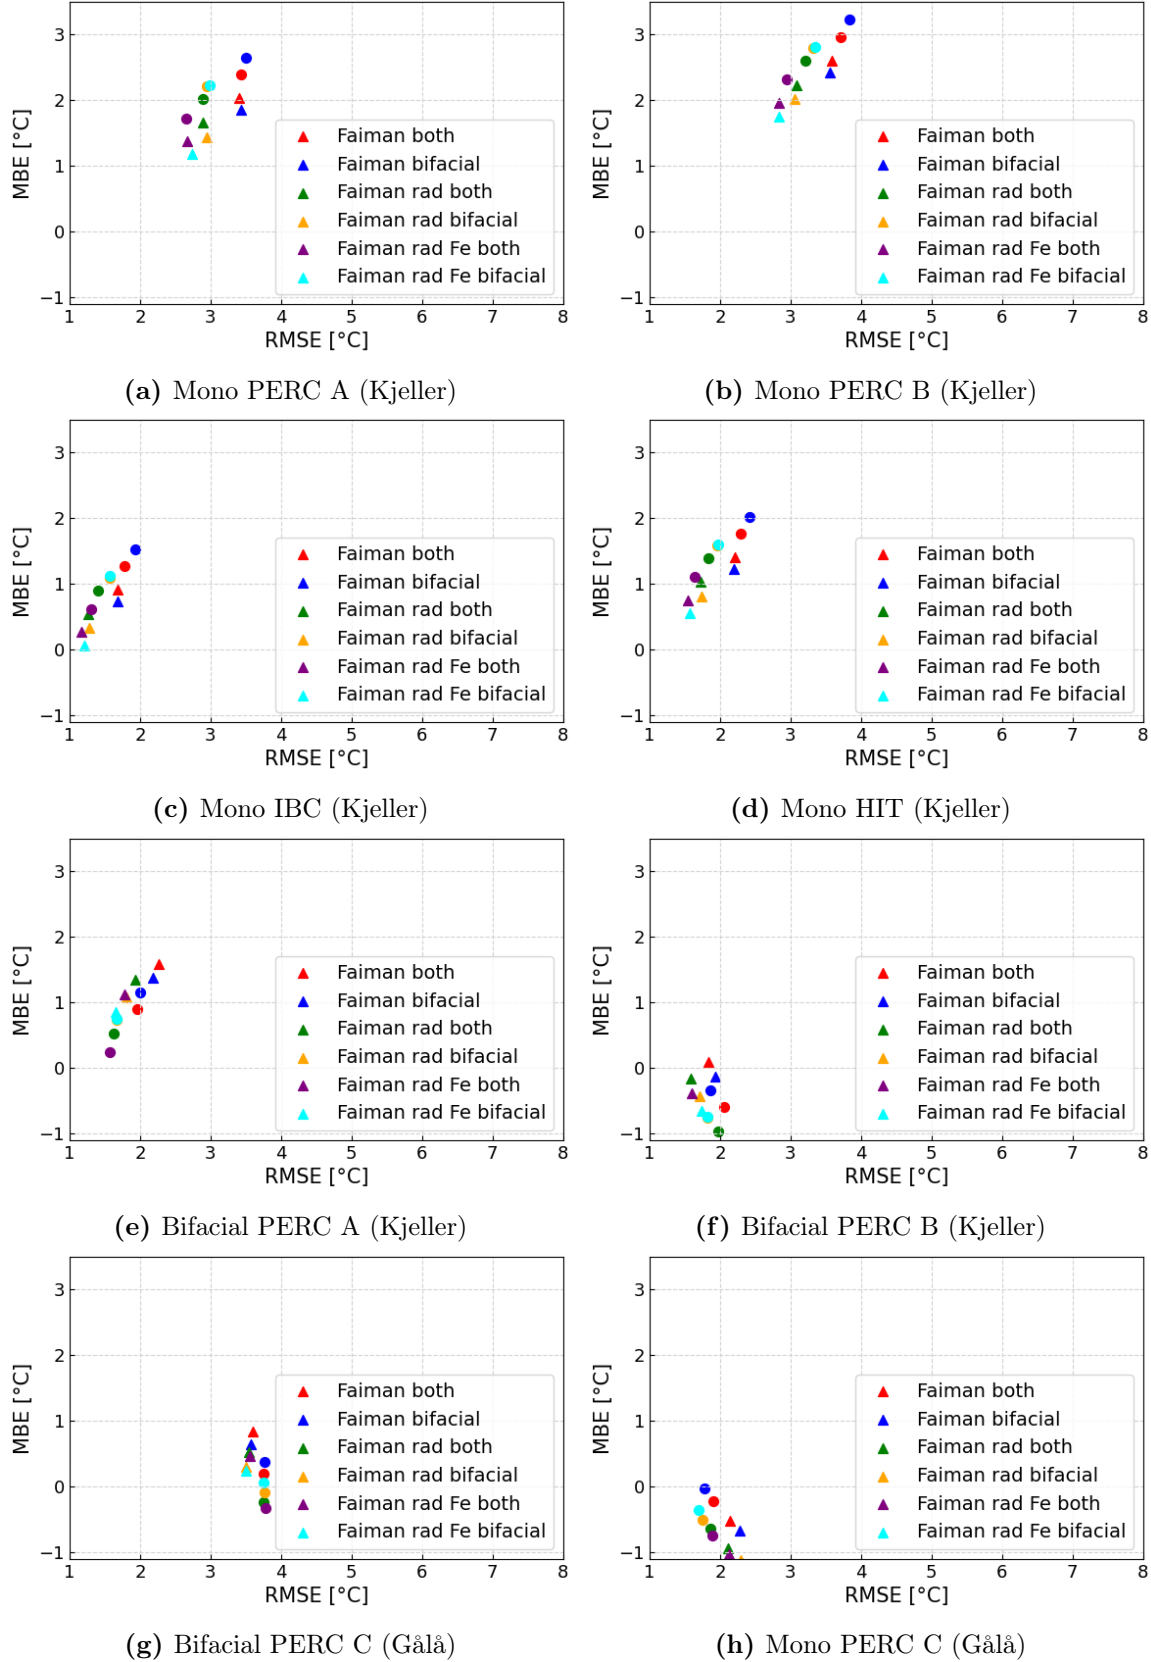 MBE [°C]
3
2
1
0
−1
Faiman both
Faiman bifacial
Faiman rad both
Faiman rad bifacial
Faiman rad Fe both
Faiman rad Fe bifacial
1 2 3 4 5 6 7 8
RMSE [°C]
(a) Mono PERC A (Kjeller)
MBE [°C]
3
2
1
0
−1
Faiman both
Faiman bifacial
Faiman rad both
Faiman rad bifacial
Faiman rad Fe both
Faiman rad Fe bifacial
1 2 3 4 5 6 7 8
RMSE [°C]
(b) Mono PERC B (Kjeller)
MBE [°C]
3
2
1
0
−1
Faiman both
Faiman bifacial
Faiman rad both
Faiman rad bifacial
Faiman rad Fe both
Faiman rad Fe bifacial
1 2 3 4 5 6 7 8
RMSE [°C]
(c) Mono IBC (Kjeller)
MBE [°C]
3
2
1
0
−1
Faiman both
Faiman bifacial
Faiman rad both
Faiman rad bifacial
Faiman rad Fe both
Faiman rad Fe bifacial
1 2 3 4 5 6 7 8
RMSE [°C]
(d) Mono HIT (Kjeller)
MBE [°C]
3
2
1
0
−1
Faiman both
Faiman bifacial
Faiman rad both
Faiman rad bifacial
Faiman rad Fe both
Faiman rad Fe bifacial
1 2 3 4 5 6 7 8
RMSE [°C]
(e) Bifacial PERC A (Kjeller)
MBE [°C]
3
2
1
0
−1
Faiman both
Faiman bifacial
Faiman rad both
Faiman rad bifacial
Faiman rad Fe both
Faiman rad Fe bifacial
1 2 3 4 5 6 7 8
RMSE [°C]
(f) Bifacial PERC B (Kjeller)
MBE [°C]
3
2
1
0
−1
Faiman both
Faiman bifacial
Faiman rad both
Faiman rad bifacial
Faiman rad Fe both
Faiman rad Fe bifacial
1 2 3 4 5 6 7 8
RMSE [°C]
(g) Bifacial PERC C (Gålå)
MBE [°C]
3
2
1
0
−1
Faiman both
Faiman bifacial
Faiman rad both
Faiman rad bifacial
Faiman rad Fe both
Faiman rad Fe bifacial
1 2 3 4 5 6 7 8
RMSE [°C]
(h) Mono PERC C (Gålå)